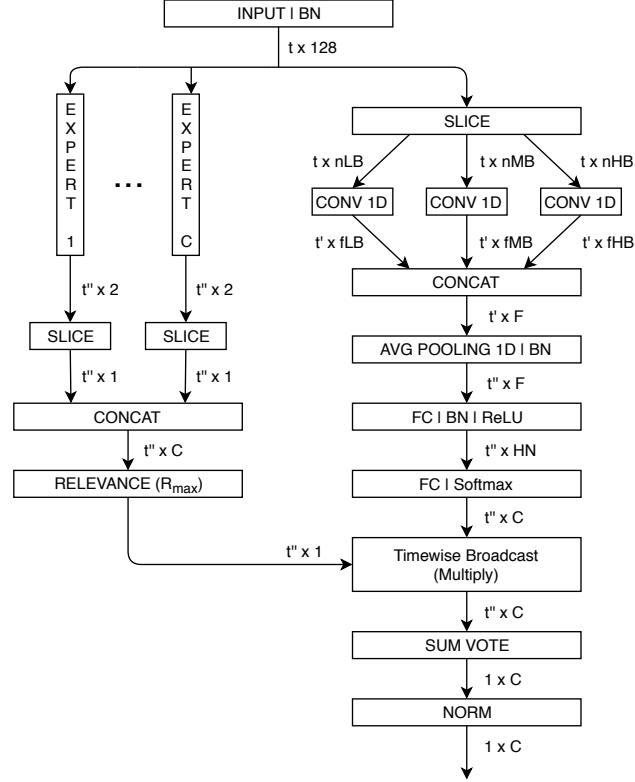 INPUT | BN
t x 128
EXPERT 1
...
EXPERT C
SLICE
t x nLB
t x nMB
t x nHB
CONV 1D
CONV 1D
CONV 1D
t' x fLB
t' x fMB
t' x fHB
t'' x 2
t'' x 2
CONCAT
t' x F
SLICE
SLICE
AVG POOLING 1D | BN
t'' x 1
t'' x 1
t'' x F
CONCAT
FC | BN | ReLU
t'' x C
t'' x HN
RELEVANCE (Rmax)
FC | Softmax
t'' x C
t'' x 1
Timewise Broadcast
(Multiply)
t'' x C
SUM VOTE
1 x C
NORM
1 x C